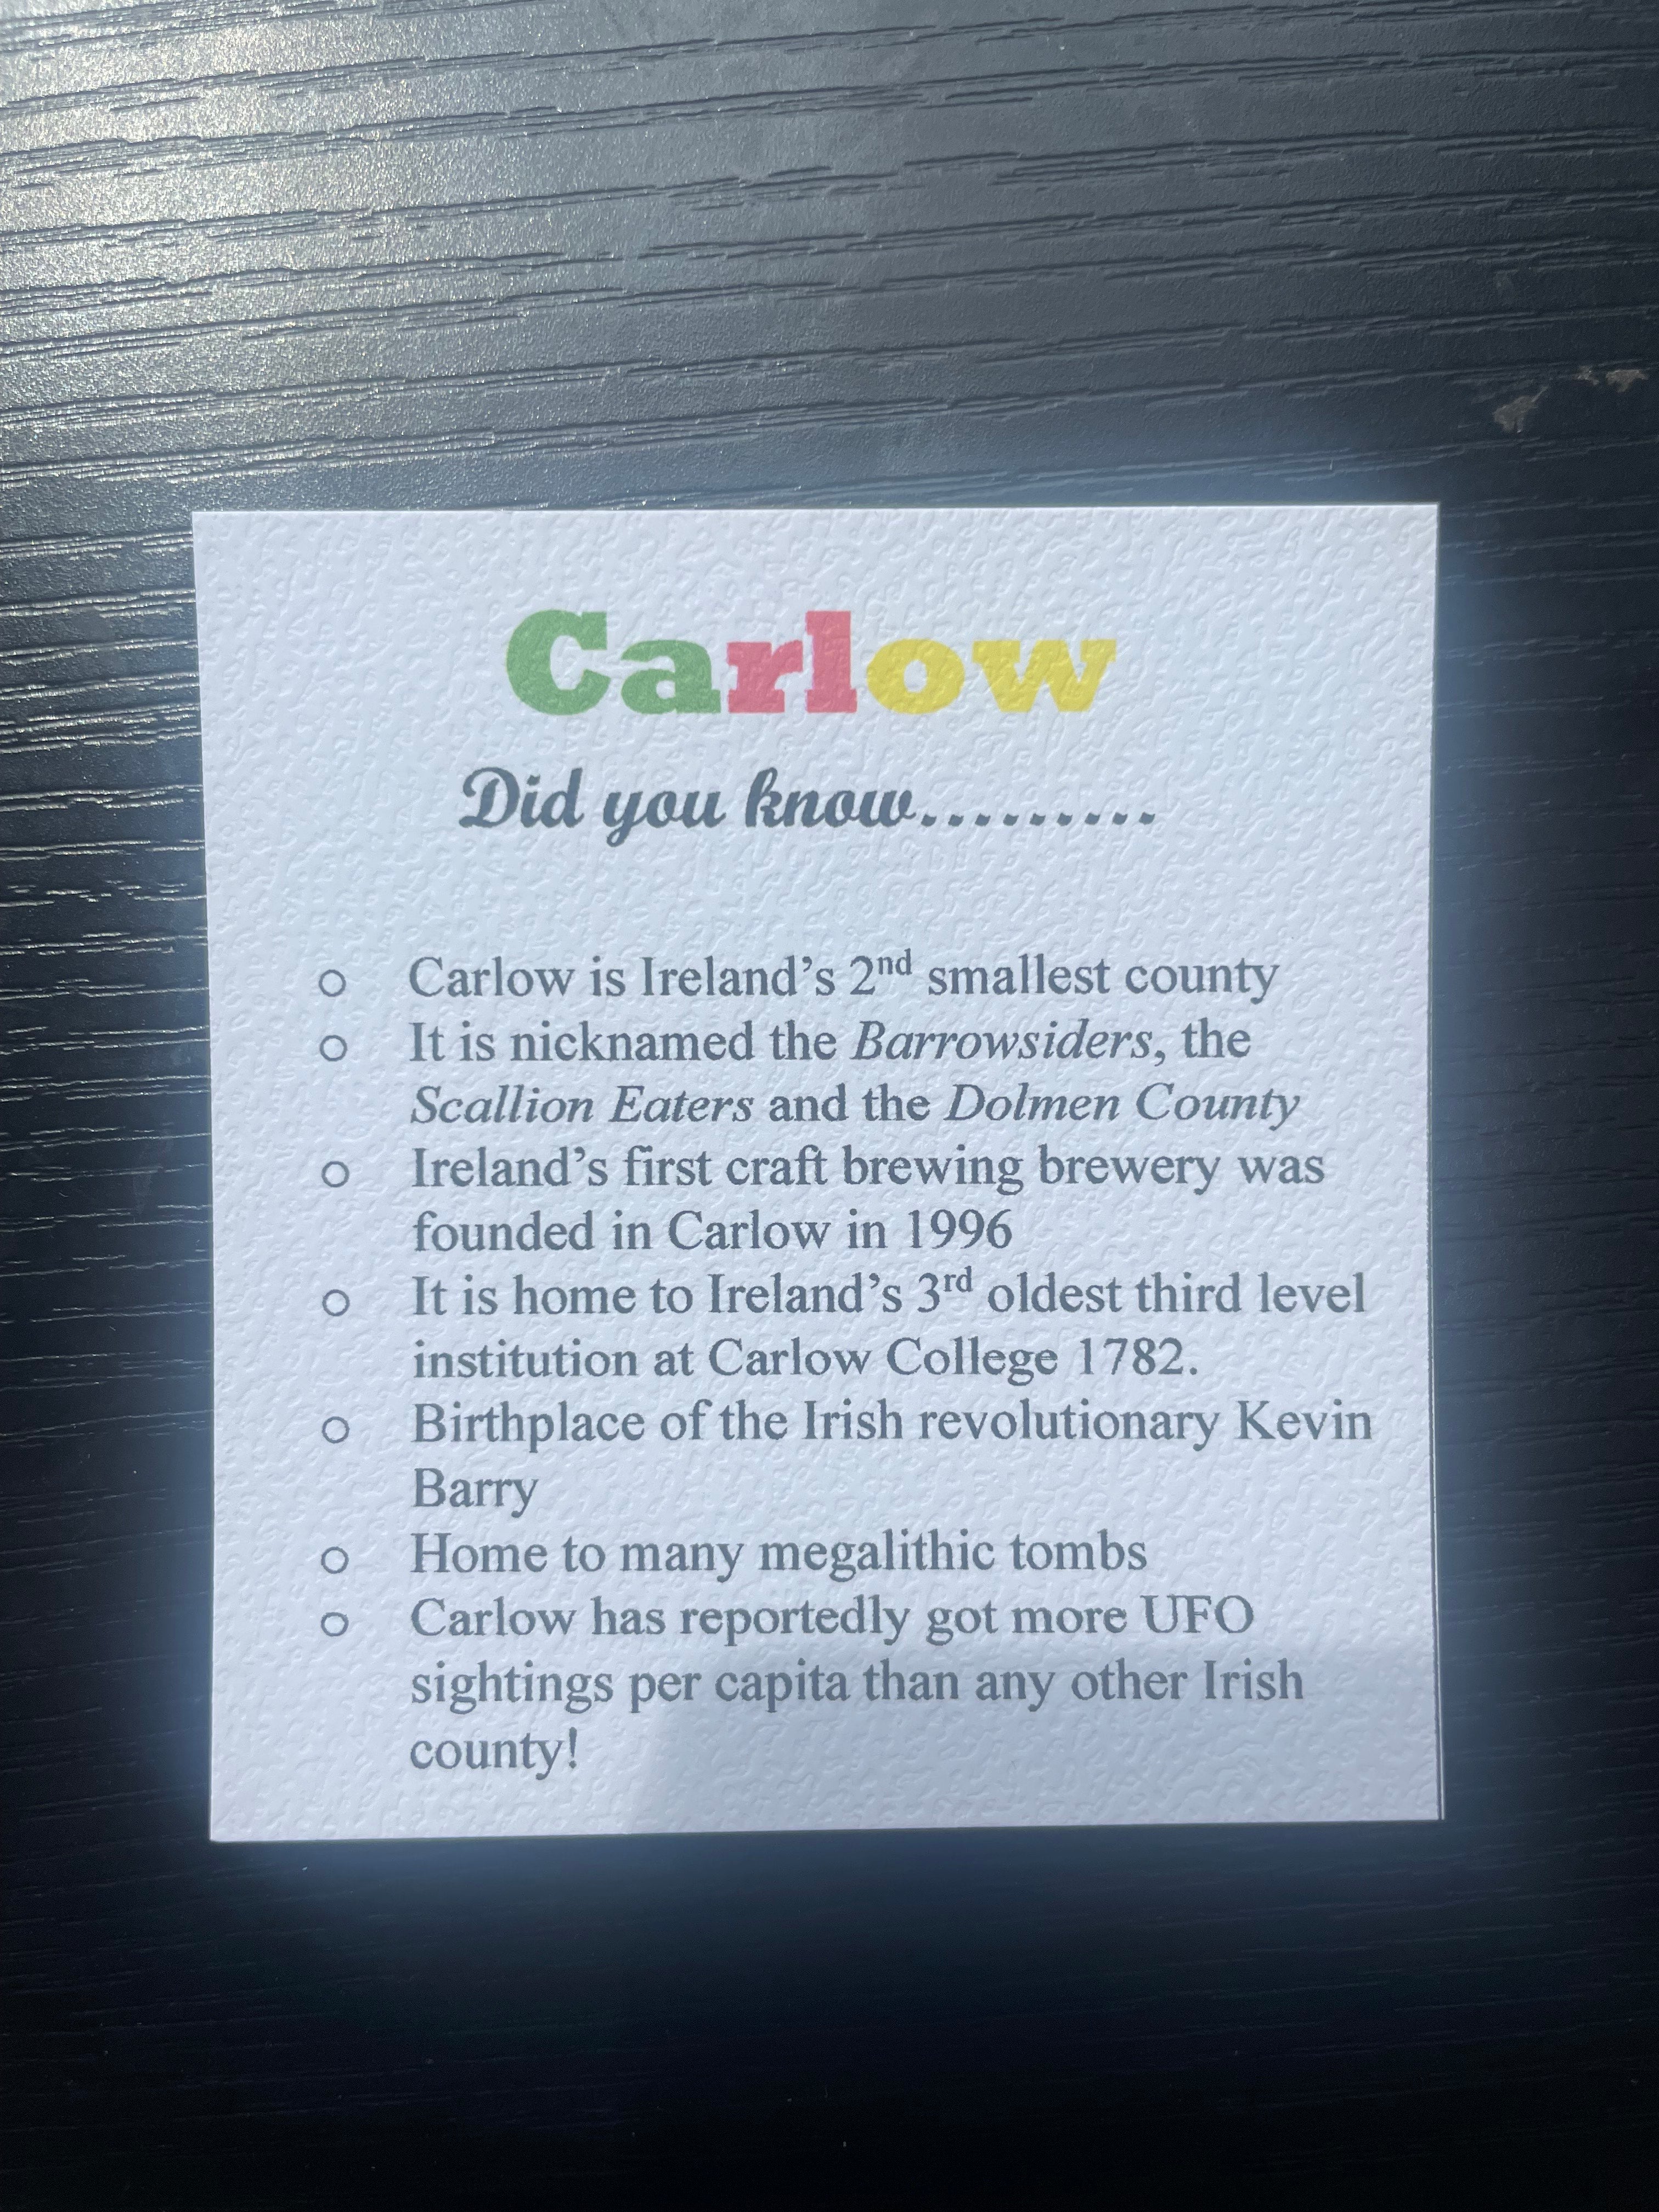 Carlow
Did you know.........
○ Carlow is Ireland's 2nd smallest county
○ It is nicknamed the Barrowsiders, the
Scallion Eaters and the Dolmen County
○ Ireland's first craft brewing brewery was
founded in Carlow in 1996
○ It is home to Ireland's 3rd oldest third level
institution at Carlow College 1782.
○ Birthplace of the Irish revolutionary Kevin
Barry
○ Home to many megalithic tombs
○ Carlow has reportedly got more UFO
sightings per capita than any other Irish
county!